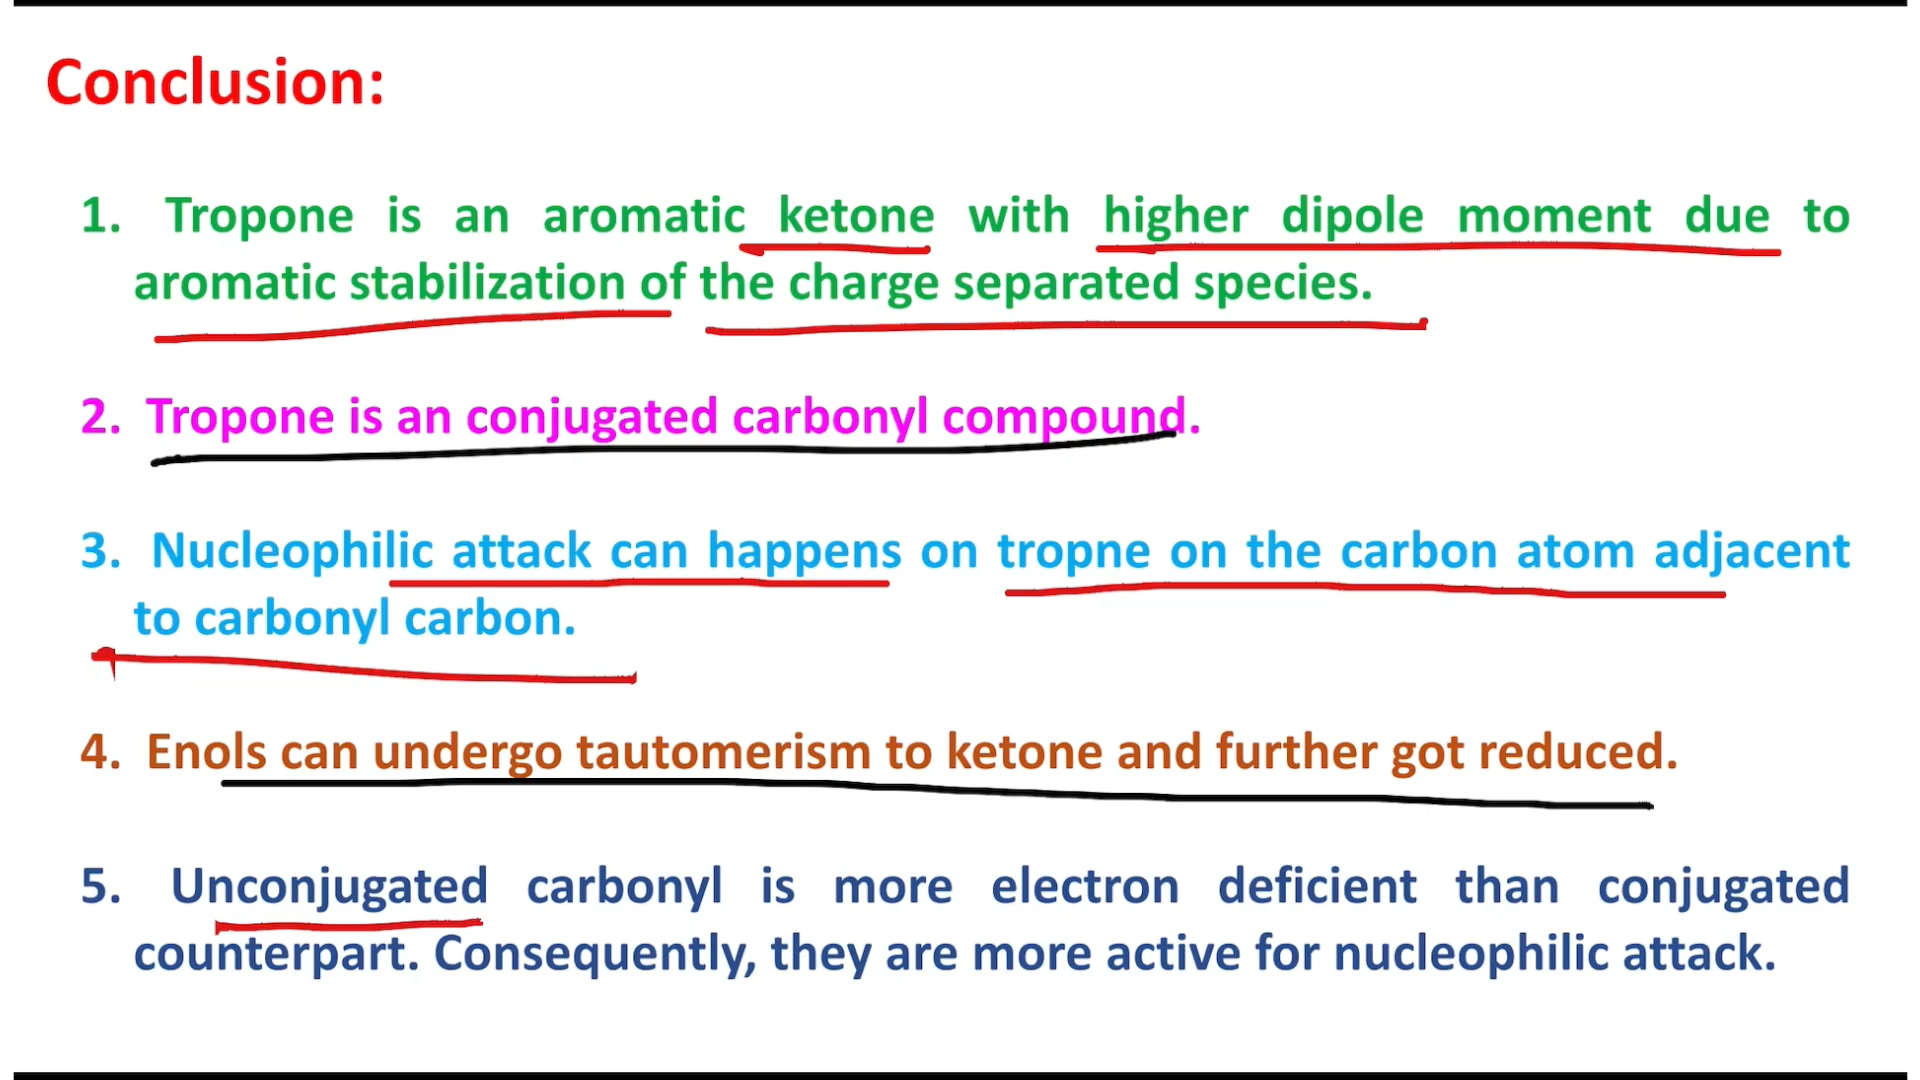 Conclusion:
1. Tropone is an aromatic ketone with higher dipole moment due to
aromatic stabilization of the charge separated species.
2. Tropone is an conjugated carbonyl compound.
3. Nucleophilic attack can happens on tropne on the carbon atom adjacent
to carbonyl carbon.
4. Enols can undergo tautomerism to ketone and further got reduced.
5. Unconjugated carbonyl is more electron deficient than conjugated
counterpart. Consequently, they are more active for nucleophilic attack.